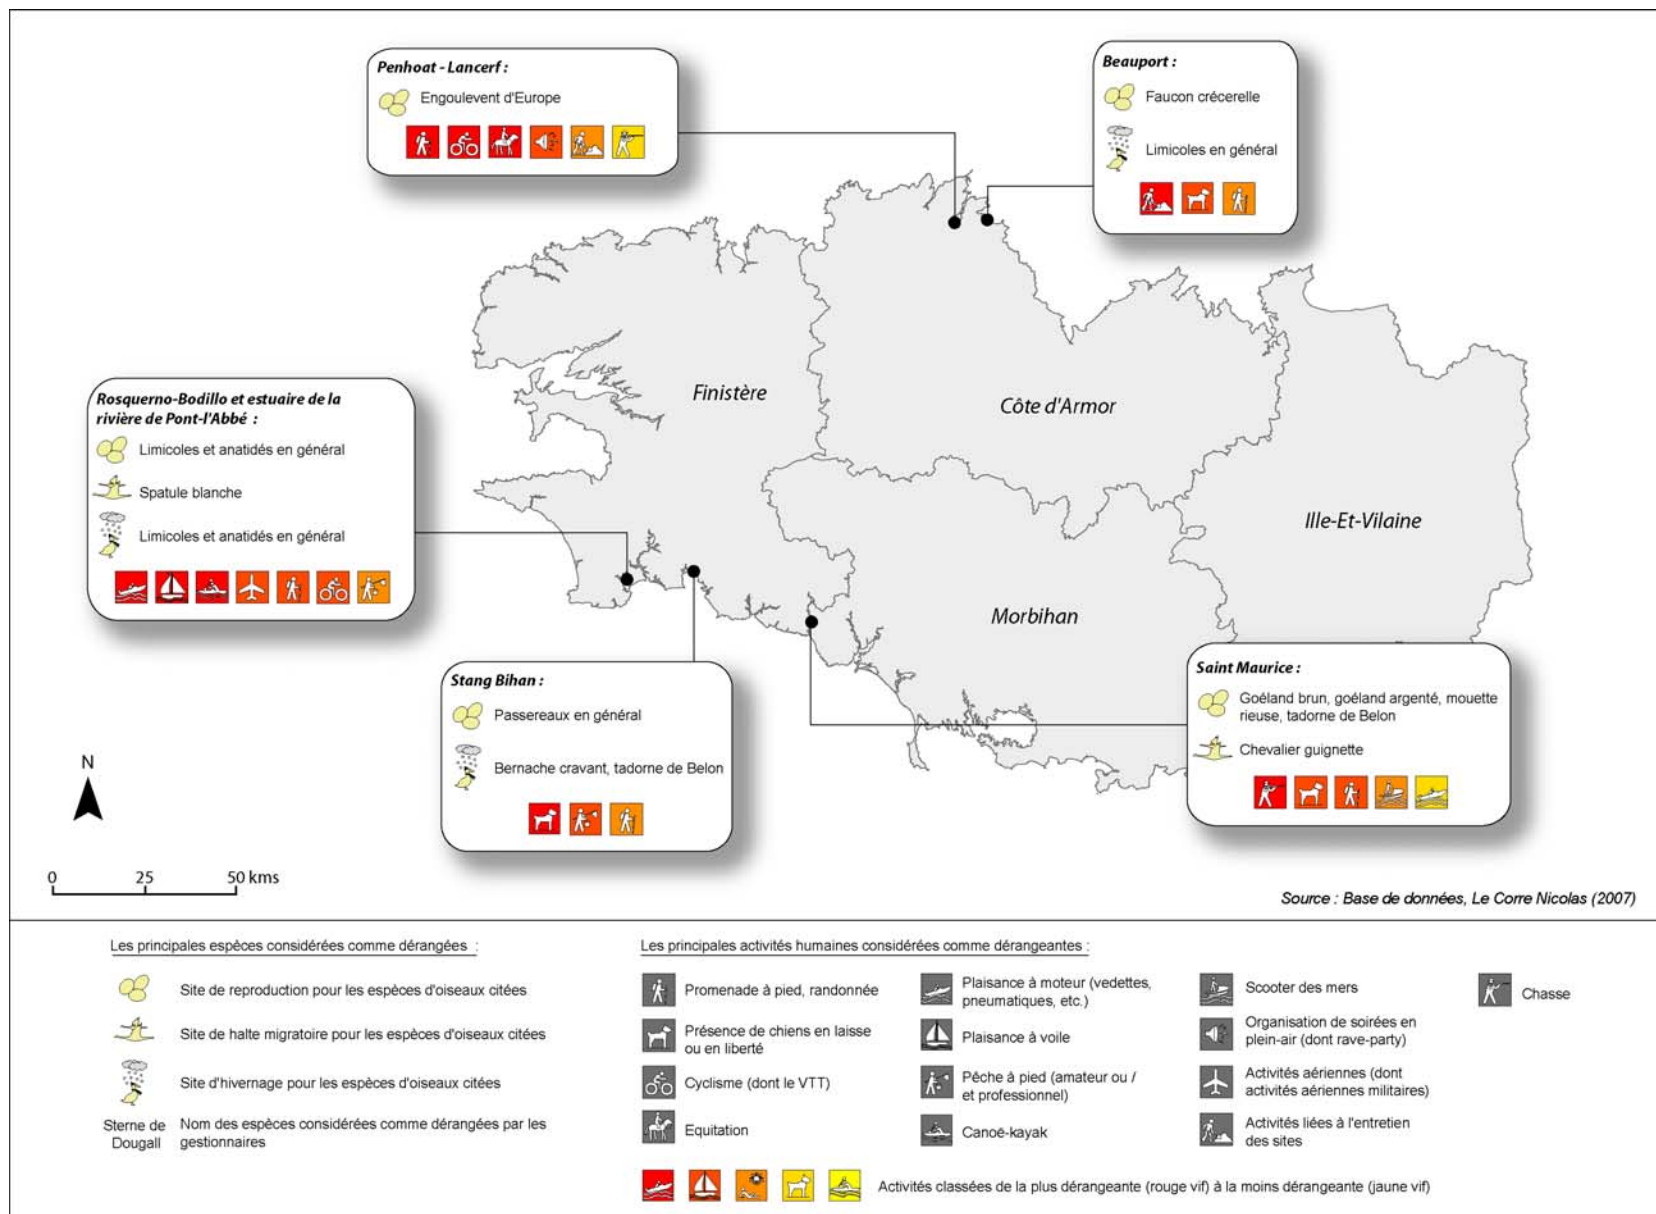 Penhoat - Lancerf :
Engoulevent d'Europe
Beauport :
Faucon crécerelle
Limicoles en général
Rosquerno-Bodillo et estuaire de la
rivière de Pont-l'Abbé :
Limicoles et anatidés en général
Spatule blanche
Limicoles et anatidés en général
Finistère
Côte d'Armor
Ille-Et-Vilaine
Morbihan
Stang Bihan :
Passereaux en général
Bernache cravant, tadorne de Belon
Saint Maurice :
Goéland brun, goéland argenté, mouette
rieuse, tadorne de Belon
Chevalier guignette
N
0 25 50 kms
Source : Base de données, Le Corre Nicolas (2007)
Les principales espèces considérées comme dérangées :
Site de reproduction pour les espèces d'oiseaux citées
Site de halte migratoire pour les espèces d'oiseaux citées
Site d'hivernage pour les espèces d'oiseaux citées
Sterne de
Dougall
Nom des espèces considérées comme dérangées par les
gestionnaires
Les principales activités humaines considérées comme dérangeantes :
Promenade à pied, randonnée
Présence de chiens en laisse
ou en liberté
Cyclisme (dont le VTT)
Equitation
Plaisance à moteur (vedettes,
pneumatiques, etc.)
Plaisance à voile
Pêche à pied (amateur ou /
et professionnel)
Canoë-kayak
Scooter des mers
Organisation de soirées en
plein-air (dont rave-party)
Activités aériennes (dont
activités aériennes militaires)
Activités liées à l'entretien
des sites
Chasse
Activités classées de la plus dérangeante (rouge vif) à la moins dérangeante (jaune vif)